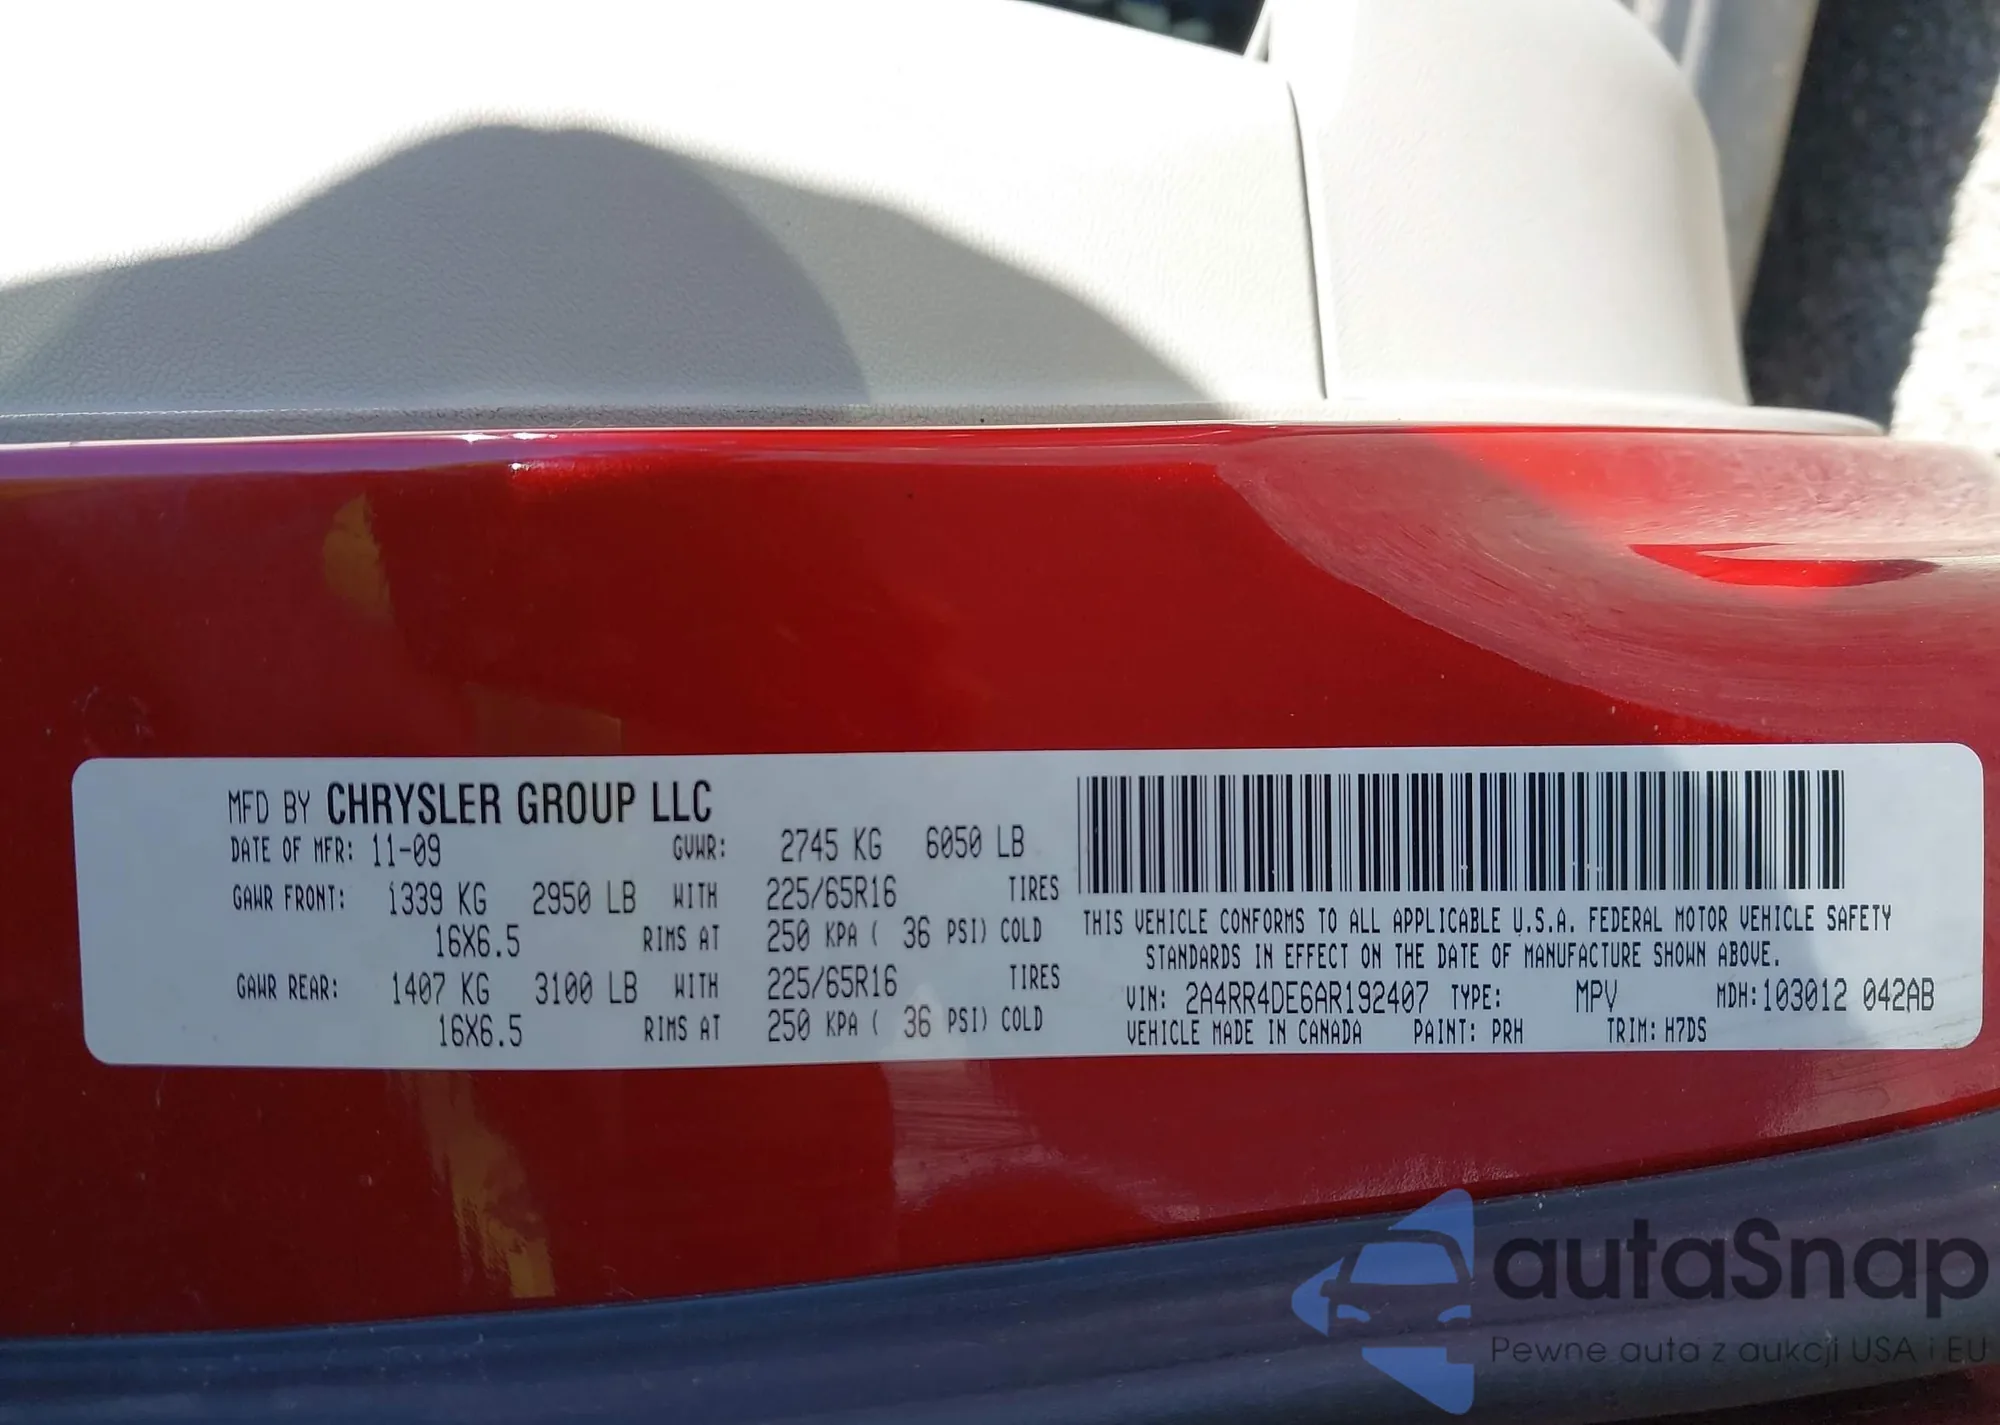 MFD BY CHRYSLER GROUP LLC
DATE OF MFR: 11-09 GVWR: 2745 KG 6050 LB
GAWR FRONT: 1339 KG 2950 LB WITH 225/65R16 TIRES
16X6.5 RIMS AT 250 KPA ( 36 PSI) COLD
GAWR REAR: 1407 KG 3100 LB WITH 225/65R16 TIRES
16X6.5 RIMS AT 250 KPA ( 36 PSI) COLD
THIS VEHICLE CONFORMS TO ALL APPLICABLE U.S.A. FEDERAL MOTOR VEHICLE SAFETY
STANDARDS IN EFFECT ON THE DATE OF MANUFACTURE SHOWN ABOVE.
VIN: 2A4RR4DE6AR192407 TYPE: MPV MDH:103012 042AB
VEHICLE MADE IN CANADA PAINT: PRH TRIM: H7DS
autaSnap
Pewne auta z aukcji USA i EU